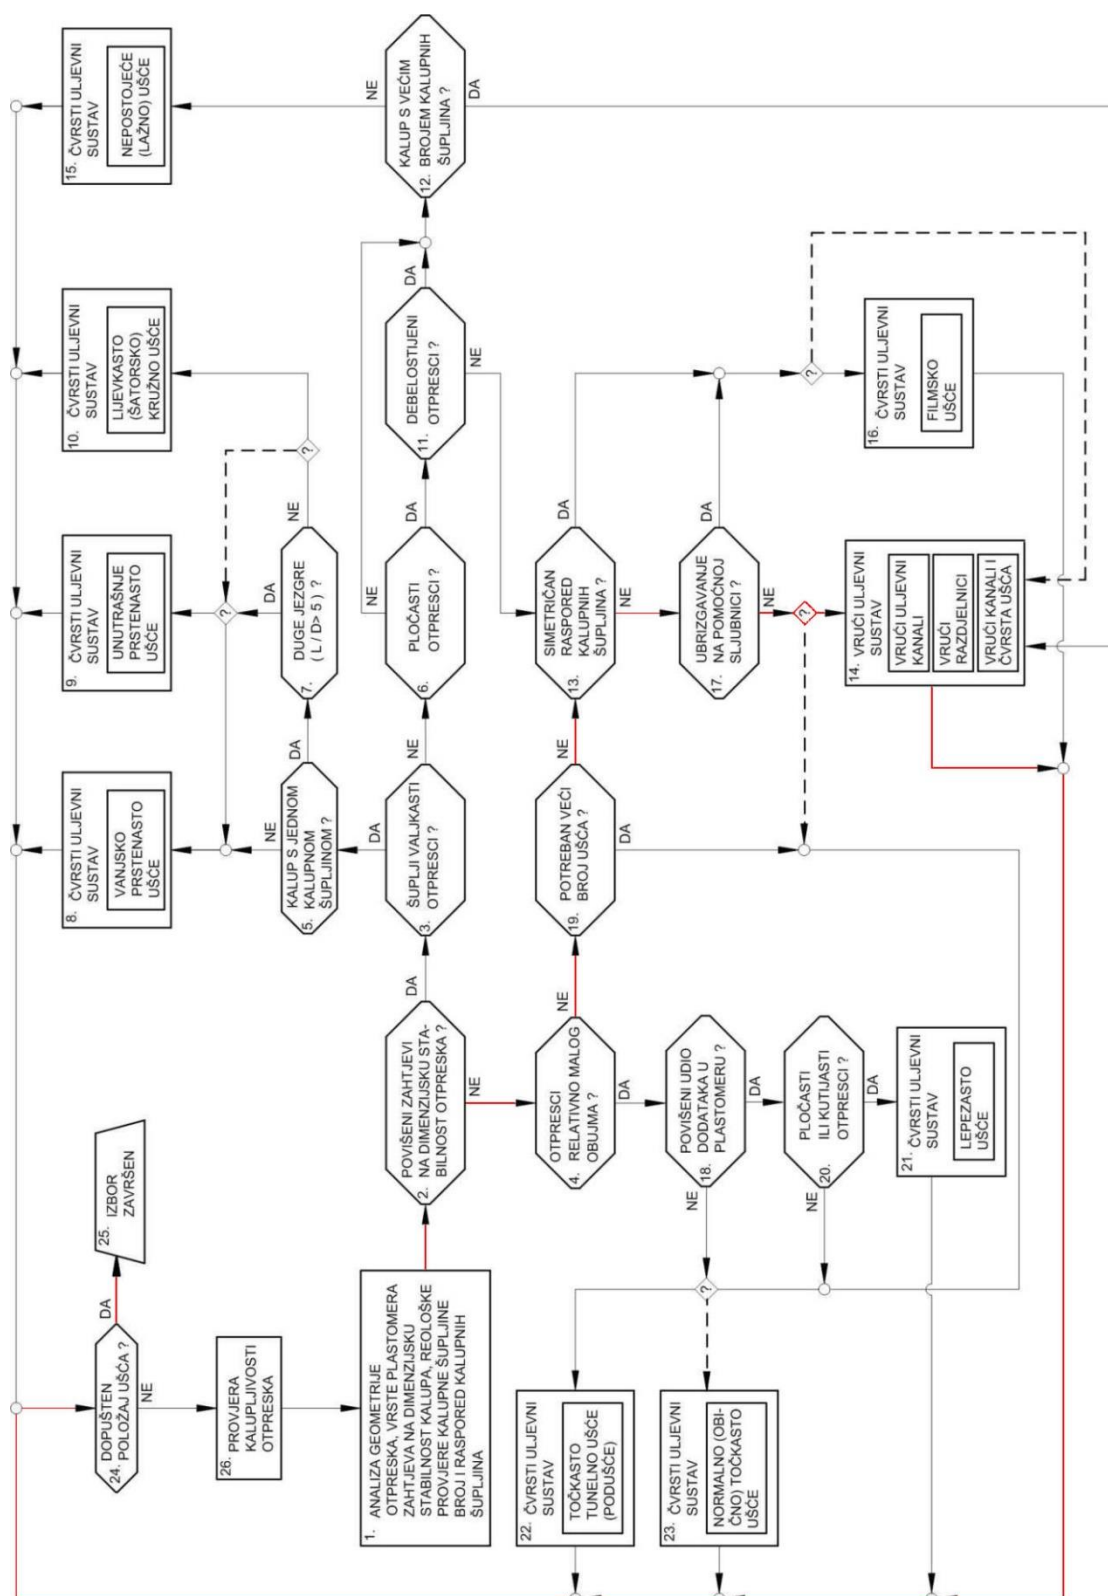 1. ANALIZA GEOMETRIJE
OTPRESKA, VRSTE PLASTOMERA
ZAHTJEVA NA DIMENZIJSKU
STABILNOST KALUPA, REOLOŠKE
PROVJERE KALUPNE ŠUPLJINE
BROJ I RASPORED KALUPNIH
ŠUPLJINA
2. POVIŠENI ZAHTJEVI
NA DIMENZIJSKU STA-
BILNOST OTPRESKA ?
DA
NE
3. ŠUPLJI VALJKASTI
OTPRESCI ?
DA
NE
4. OTPRESCI
RELATIVNO MALOG
OBUJMA ?
NE
DA
5. KALUP S JEDNOM
KALUPNOM
ŠUPLJINOM ?
NE
DA
6. PLOČASTI
OTPRESCI ?
NE
DA
7. DUGE JEZGRE
( L / D> 5 ) ?
DA
NE
?
?
8. ČVRSTI ULJEVNI
SUSTAV
VANJSKO
PRSTENASTO
UŠĆE
9. ČVRSTI ULJEVNI
SUSTAV
UNUTRAŠNJE
PRSTENASTO
UŠĆE
10. ČVRSTI ULJEVNI
SUSTAV
LIJEVKASTO
(ŠATORSKO)
KRUŽNO UŠĆE
11. DEBELOSTIJENI
OTPRESCI ?
DA
NE
12. KALUP S VEĆIM
BROJEM KALUPNIH
ŠUPLJINA ?
NE
DA
13. SIMETRIČAN
RASPORED
KALUPNIH
ŠUPLJINA ?
DA
NE
14. VRUĆI ULJEVNI
SUSTAV
VRUĆI ULJEVNI
KANALI
VRUĆI
RAZDJELNICI
VRUĆI KANALI I
ČVRSTA UŠĆA
15. ČVRSTI ULJEVNI
SUSTAV
NEPOSTOJEĆE
(LAŽNO) UŠĆE
16. ČVRSTI ULJEVNI
SUSTAV
FILMSKO
UŠĆE
?
17. UBRIZGAVANJE
NA POMOĆNOJ
SLJUBNICI ?
DA
NE
?
18. POVIŠENI UDIO
DODATAKA U
PLASTOMERU ?
NE
DA
19. POTREBAN VEĆI
BROJ UŠĆA ?
NE
DA
20. PLOČASTI
ILI KUTIJASTI
OTPRESCI ?
NE
DA
21. ČVRSTI ULJEVNI
SUSTAV
LEPEZASTO
UŠĆE
?
22. ČVRSTI ULJEVNI
SUSTAV
TOČKASTO
TUNELNO UŠĆE
(PODUŠĆE)
23. ČVRSTI ULJEVNI
SUSTAV
NORMALNO (OBI-
ČNO) TOČKASTO
UŠĆE
24. DOPUŠTEN
POLOŽAJ UŠĆA ?
DA
NE
25. IZBOR
ZAVRŠEN
26. PROVJERA
KALUPLJIVOSTI
OTPRESKA